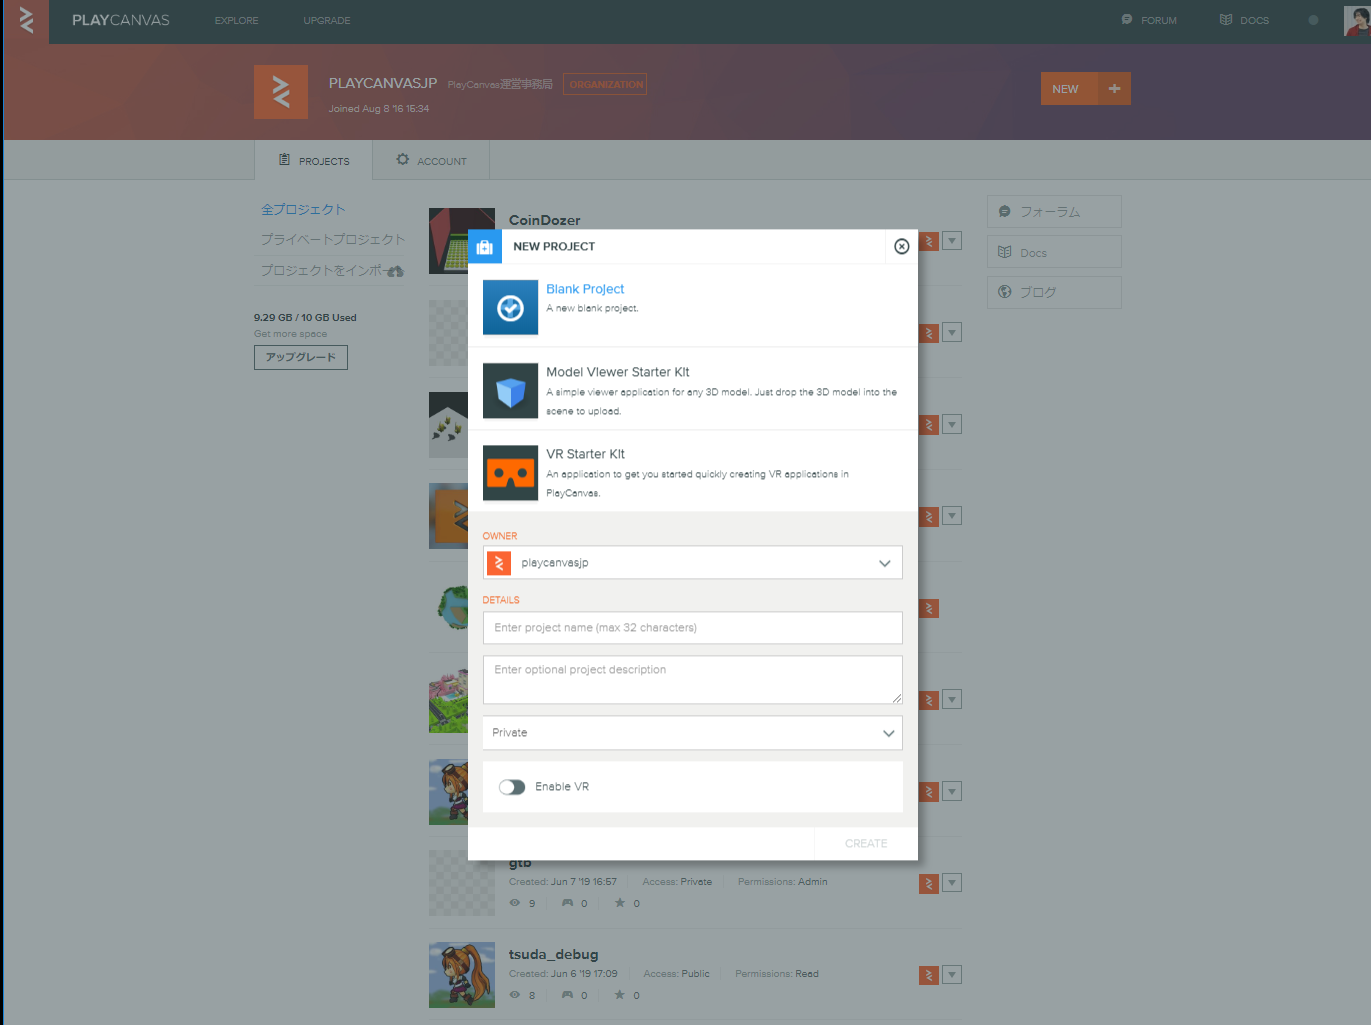 PLAYCANVAS
EXPLORE
UPGRADE
FORUM
DOCS
PLAYCANVASJP
PlayCanvas運営事務局
ORGANIZATION
Joined Aug 8 '16 15:34
NEW
PROJECTS
ACCOUNT
全プロジェクト
プライベートプロジェクト
プロジェクトをインポー
9.29 GB / 10 GB Used
Get more space
アップグレード
CoinDozer
フォーラム
Docs
ブログ
NEW PROJECT
Blank Project
A new blank project.
Model Viewer Starter Kit
A simple viewer application for any 3D model. Just drop the 3D model into the
scene to upload.
VR Starter Kit
An application to get you started quickly creating VR applications in
PlayCanvas.
OWNER
playcanvasjp
DETAILS
Enter project name (max 32 characters)
Enter optional project description
Private
Enable VR
CREATE
gtb
Created: Jun 7 '19 16:57 Access: Private Permissions: Admin
9 0 0
tsuda_debug
Created: Jun 6 '19 17:09 Access: Public Permissions: Read
8 0 0